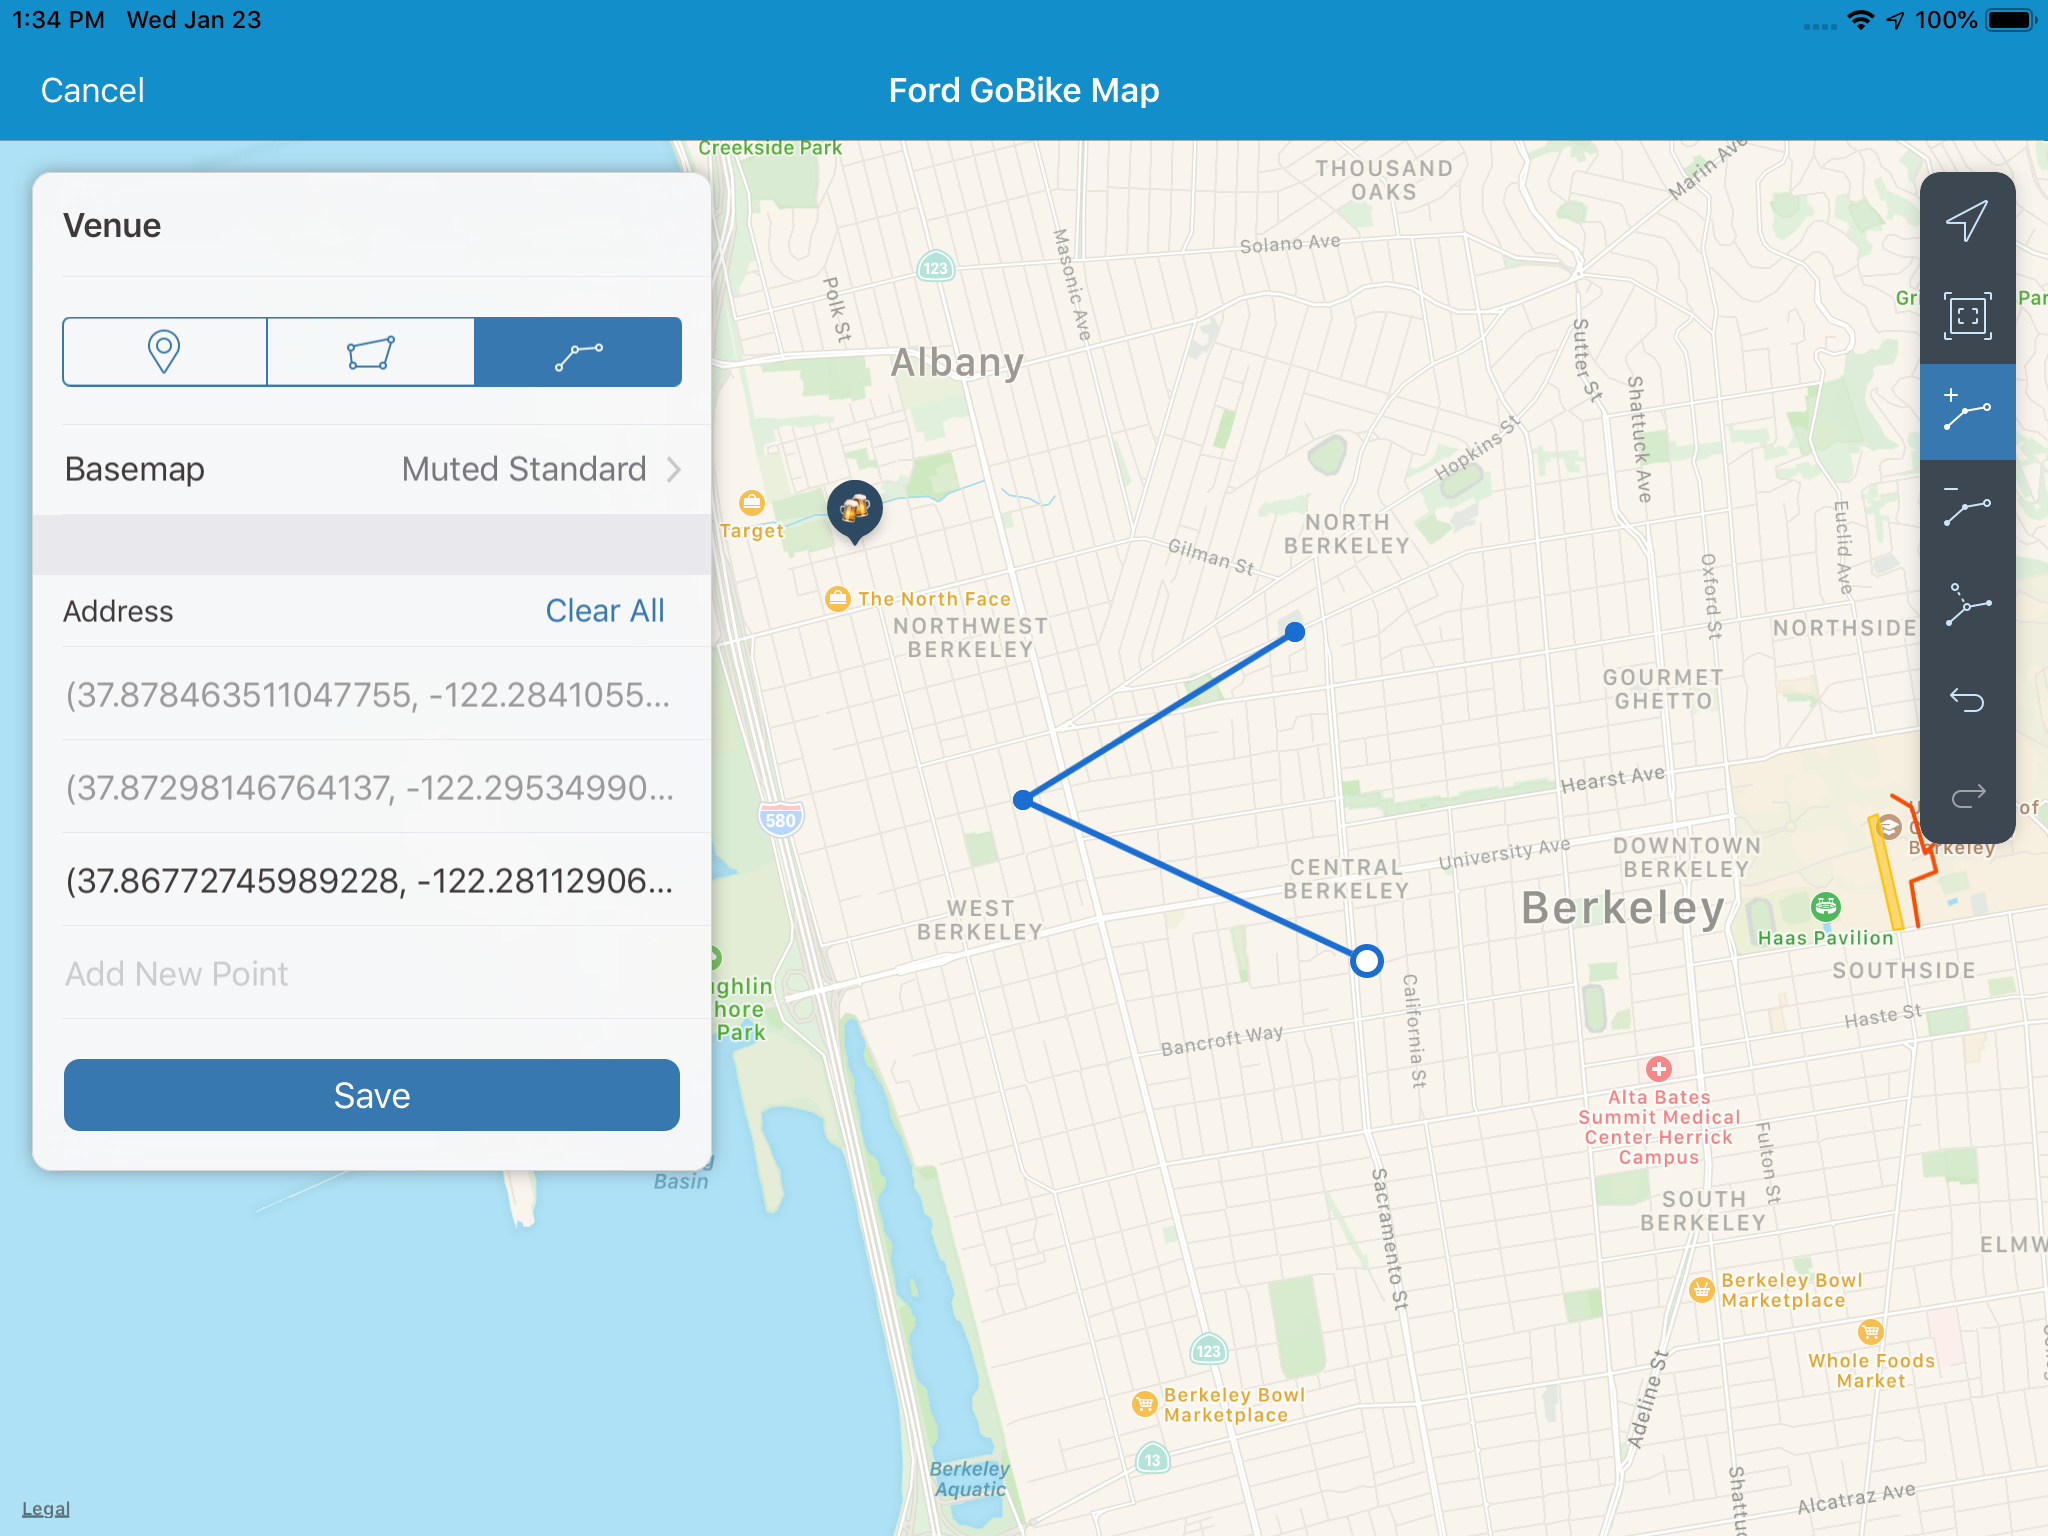 1:34 PM Wed Jan 23
100%
Cancel
Ford GoBike Map
Venue
Basemap
Muted Standard
Address
Clear All
(37.878463511047755, -122.2841055...
(37.87298146764137, -122.29534990...
(37.86772745989228, -122.28112906...
Add New Point
Save
Creekside Park
THOUSAND
OAKS
Marin Ave
Solano Ave
123
Masonic Ave
Polk St
Albany
Sutter St
Shattuck Ave
Hopkins St
Target
NORTH
BERKELEY
Gilman St
Euclid Ave
Oxford St
The North Face
NORTHWEST
BERKELEY
NORTHSIDE
GOURMET
GHETTO
Hearst Ave
580
University Ave
CENTRAL
BERKELEY
DOWNTOWN
BERKELEY
of
Berkeley
Berkeley
WEST
BERKELEY
Haas Pavilion
SOUTHSIDE
Haste St
California St
Bancroft Way
Park
Alta Bates
Summit Medical
Center Herrick
Campus
Fulton St
Basin
Sacramento St
SOUTH
BERKELEY
Berkeley Bowl
Marketplace
123
Whole Foods
Market
Berkeley Bowl
Marketplace
Adeline St
13
Berkeley
Aquatic
Alcatraz Ave
Legal